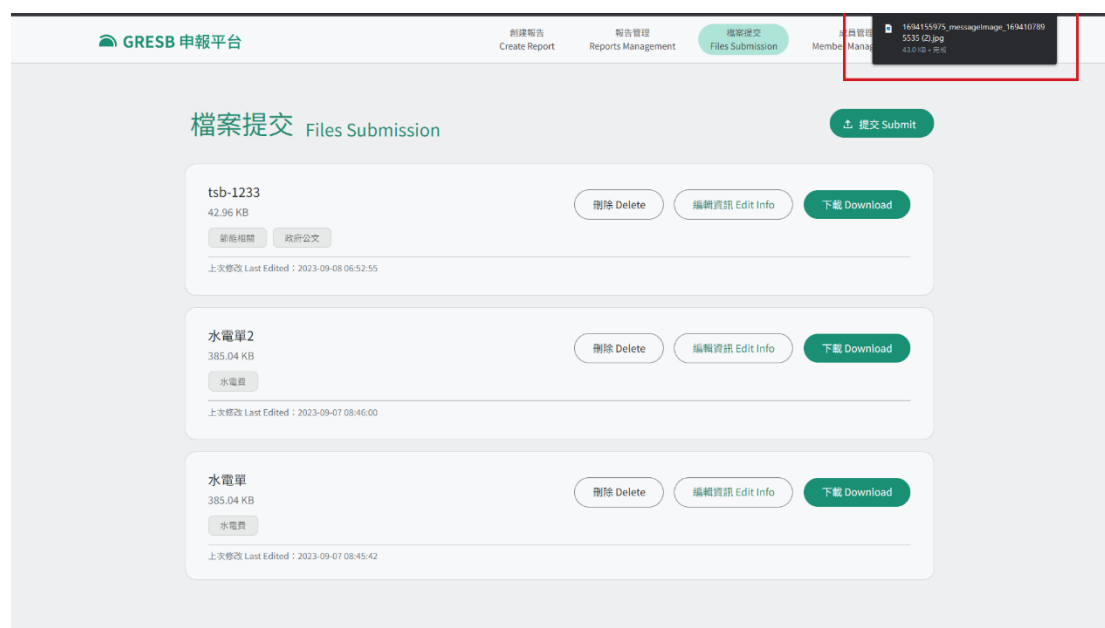 GRESB 申報平台
創建報告
Create Report
報告管理
Reports Management
檔案提交
Files Submission
成員管理
Member Manag
1694155975_messageImage_169410789
5535 (2).jpg
43.0 KB • 完成
檔案提交 Files Submission
提交 Submit
tsb-1233
42.96 KB
節能相關
政府公文
刪除 Delete
編輯資訊 Edit Info
下載 Download
上次修改 Last Edited：2023-09-08 06:52:55
水電單2
385.04 KB
水電費
刪除 Delete
編輯資訊 Edit Info
下載 Download
上次修改 Last Edited：2023-09-07 08:46:00
水電單
385.04 KB
水電費
刪除 Delete
編輯資訊 Edit Info
下載 Download
上次修改 Last Edited：2023-09-07 08:45:42